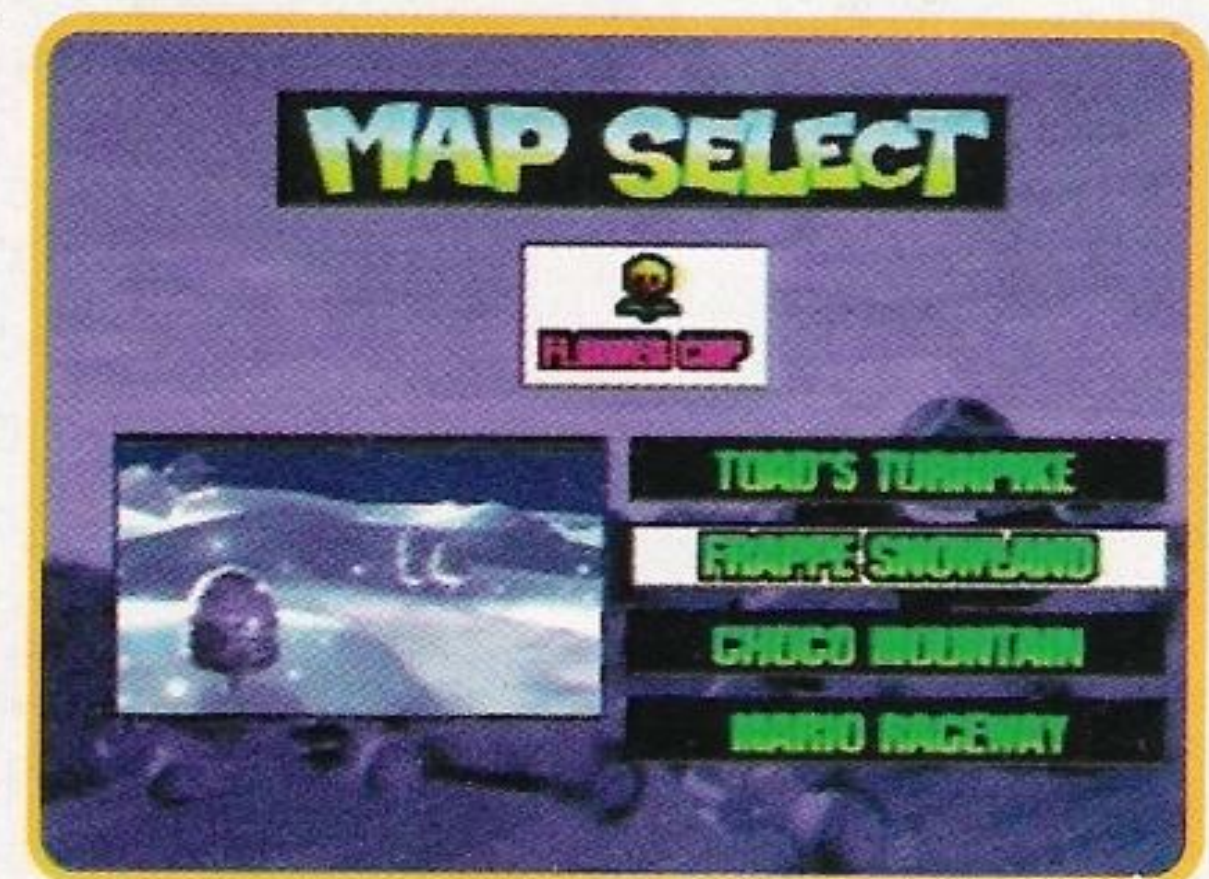 MAP SELECT
FLOWER CUP
TOAD'S TURNPIKE
FRAPPE SNOWLAND
CHOCO MOUNTAIN
MARIO RACEWAY